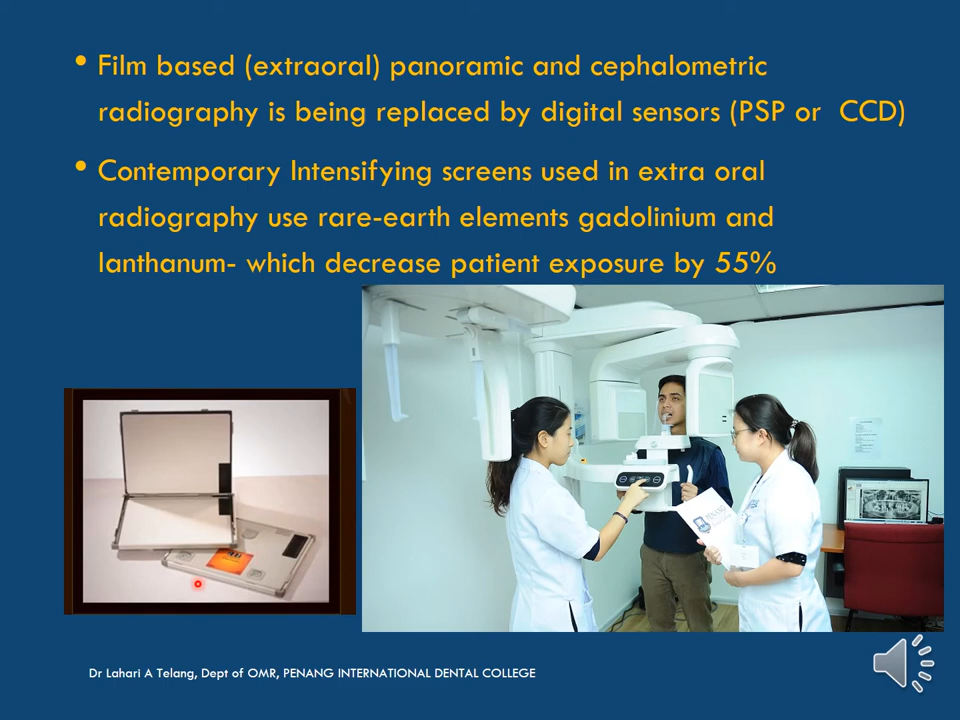 • Film based (extraoral) panoramic and cephalometric
radiography is being replaced by digital sensors (PSP or CCD)
• Contemporary Intensifying screens used in extra oral
radiography use rare-earth elements gadolinium and
lanthanum- which decrease patient exposure by 55%
PENANG
Dr Lahari A Telang, Dept of OMR, PENANG INTERNATIONAL DENTAL COLLEGE